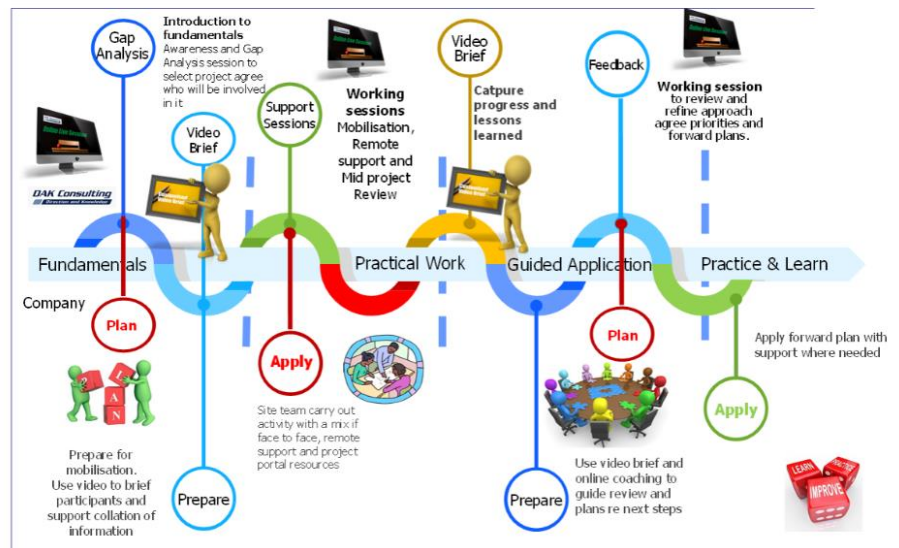 Gap
Analysis
Introduction to
fundamentals
Awareness and Gap
Analysis session to
select project agree
who will be involved
in it
Video
Brief
Support
Sessions
Working
sessions
Mobilisation,
Remote
support and
Mid project
Review
Video
Brief
Catpure
progress and
lessons
learned
Feedback
Working session
to review and
refine approach
agree priorities and
forward plans.
DAK Consulting
Direction and Knowledge
Fundamentals
Practical Work
Guided Application
Practice & Learn
Company
Plan
Prepare for
mobilisation.
Use video to brief
participants and
support collation of
information
Prepare
Apply
Site team carry out
activity with a mix if
face to face, remote
support and project
portal resources
Prepare
Plan
Use video brief and
online coaching to
guide review and
plans re next steps
Apply forward plan with
support where needed
Apply
L
E
A
N
LEARN
PRACTICE
IMPROVE